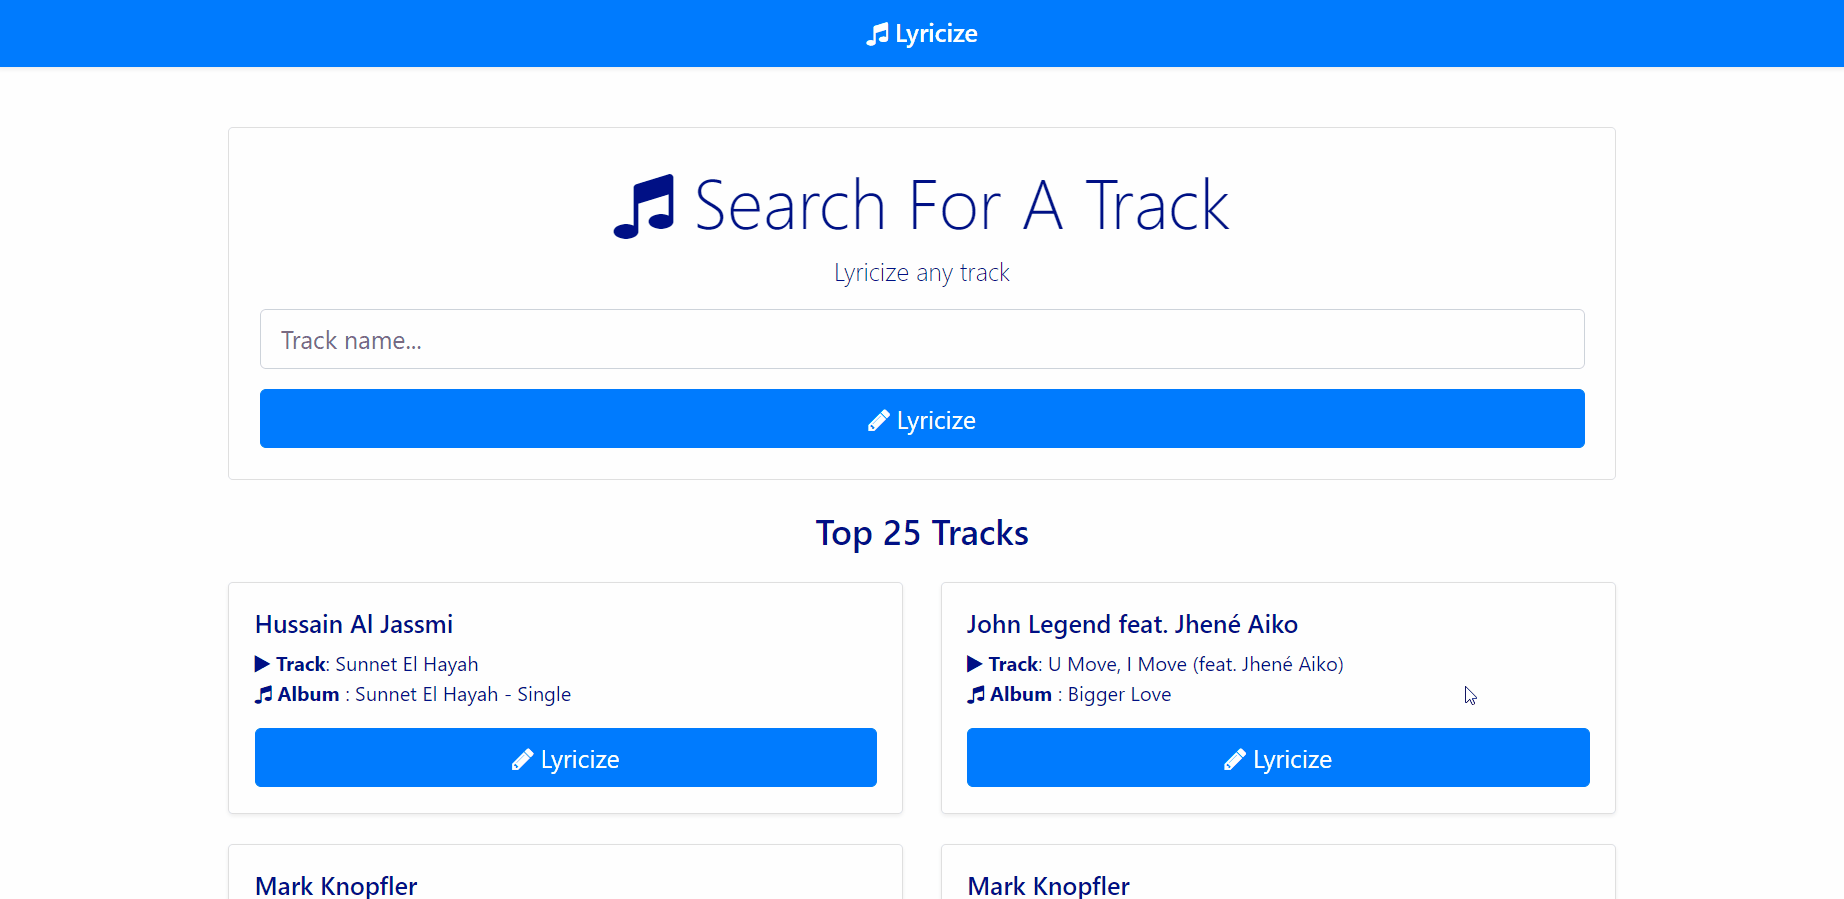 Lyricize
Search For A Track
Lyricize any track
Track name...
Lyricize
Top 25 Tracks
Hussain Al Jassmi
Track: Sunnet El Hayah
Album : Sunnet El Hayah - Single
Lyricize
John Legend feat. Jhené Aiko
Track: U Move, I Move (feat. Jhené Aiko)
Album : Bigger Love
Lyricize
Mark Knopfler
Mark Knopfler